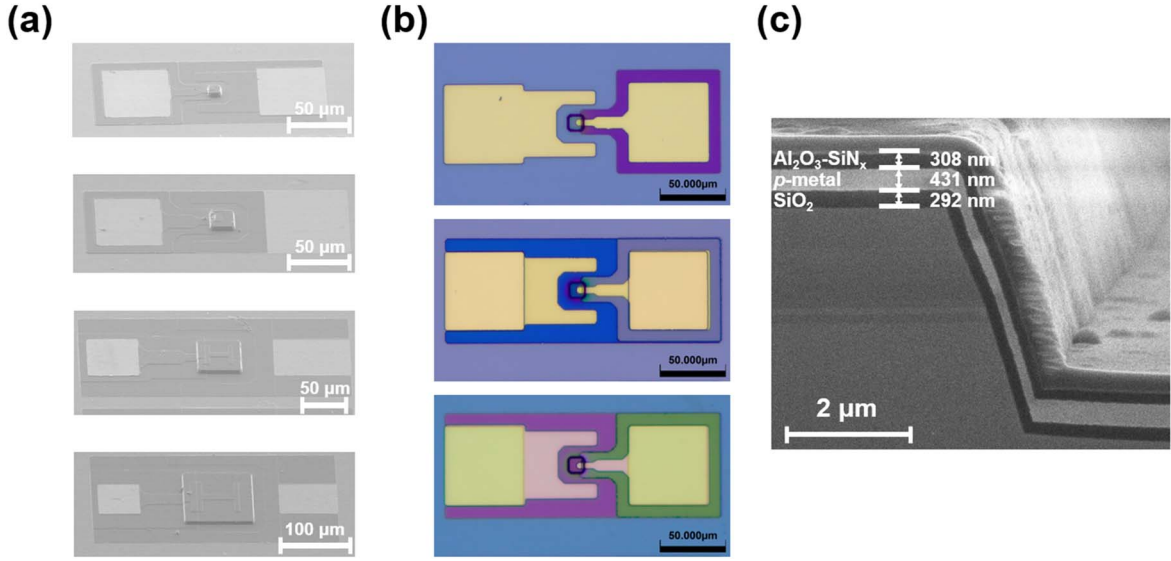 (a)
50 µm
50 µm
50 µm
100 µm
(b)
50.000µm
50.000µm
50.000µm
(c)
Al₂O₃-SiNₓ 308 nm
p-metal 431 nm
SiO₂ 292 nm
2 µm